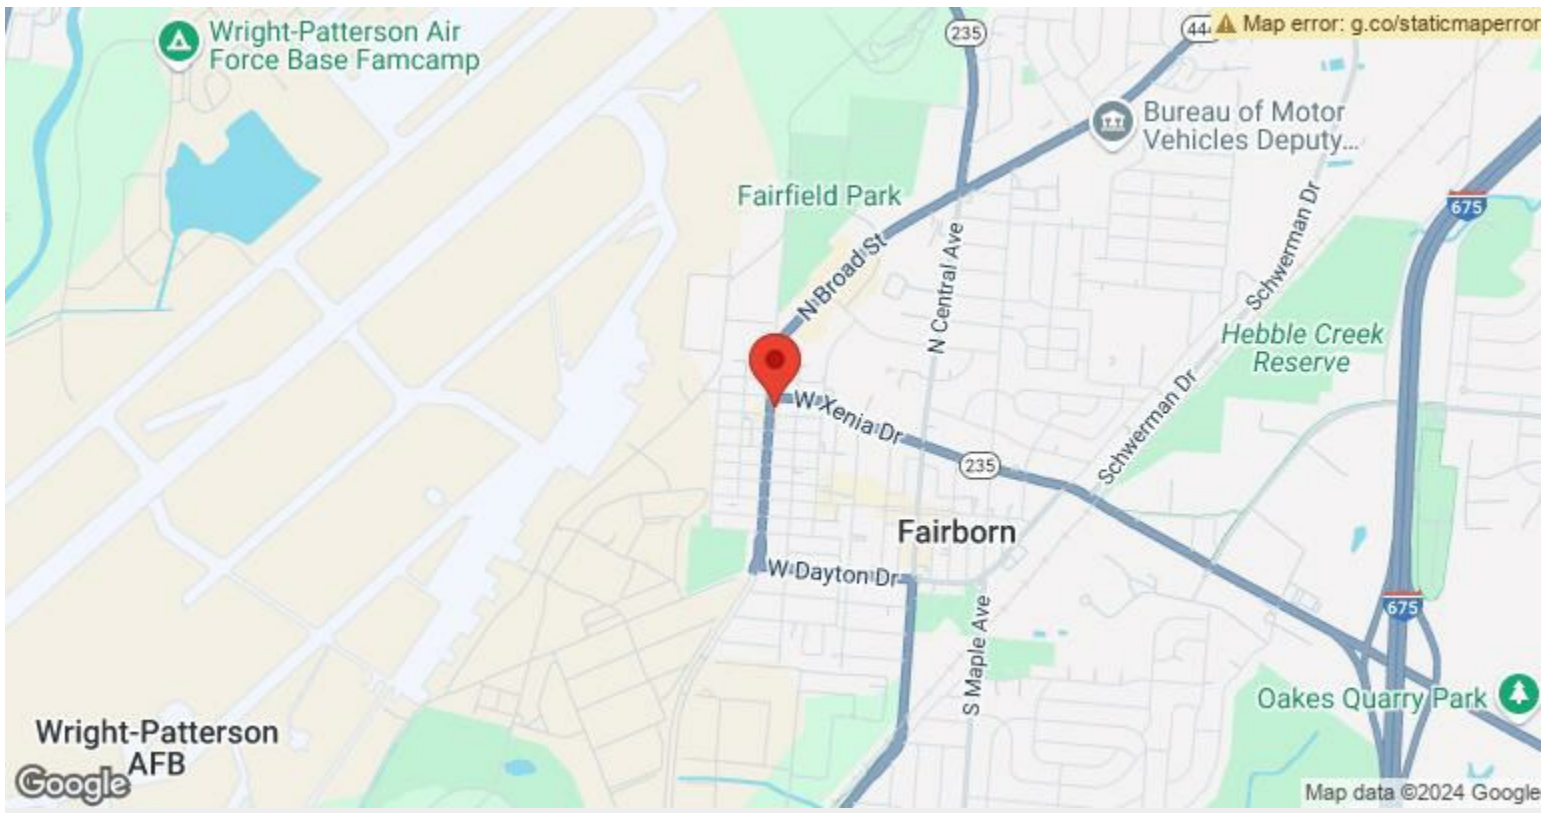 Wright-Patterson Air
Force Base Famcamp
235
444
Map error: g.co/staticmaperror
Bureau of Motor
Vehicles Deputy...
Fairfield Park
675
N Broad St
N Central Ave
Schwerman Dr
Hebble Creek
Reserve
W Xenia Dr
Schwerman Dr
235
Fairborn
W Dayton Dr
675
S Maple Ave
Oakes Quarry Park
Wright-Patterson
AFB
Google
Map data ©2024 Google